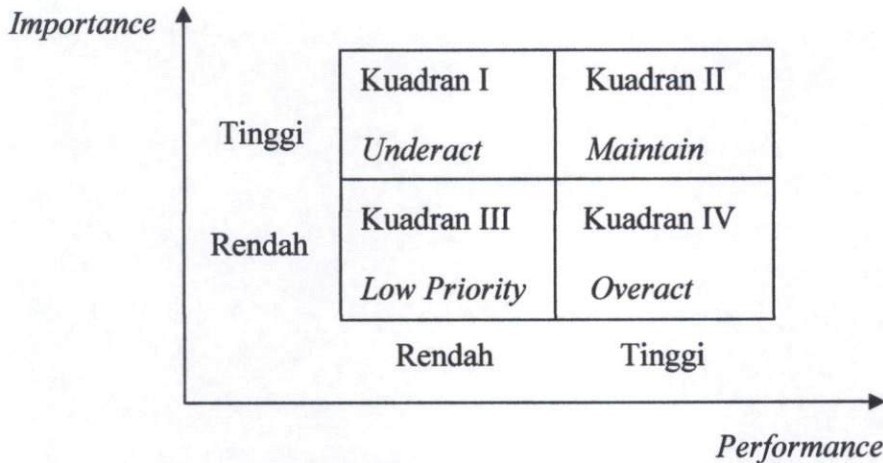 Importance
Kuadran I Kuadran II
Tinggi
Underact Maintain
Kuadran III Kuadran IV
Rendah
Low Priority Overact
Rendah Tinggi
Performance